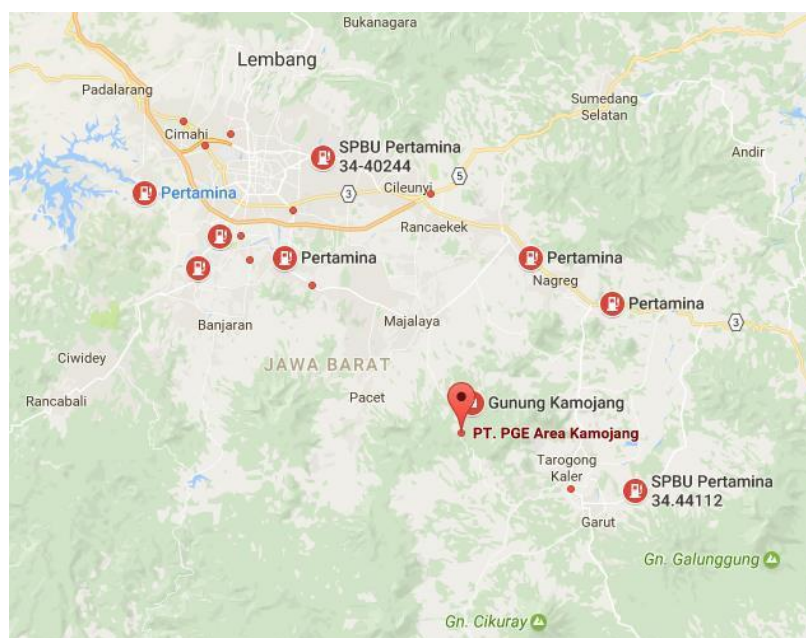 Bukanagara
Lembang
Padalarang
Sumedang
Selatan
Cimahi
SPBU Pertamina
34-40244
Andir
5
Cileunyi
3
Pertamina
Rancaekek
Pertamina
Pertamina
Nagreg
Pertamina
3
Banjaran
Majalaya
Ciwidey
JAWA BARAT
Rancabali
Pacet
Gunung Kamojang
PT. PGE Area Kamojang
Tarogong
Kaler
SPBU Pertamina
34.44112
Garut
Gn. Galunggung
Gn. Cikuray